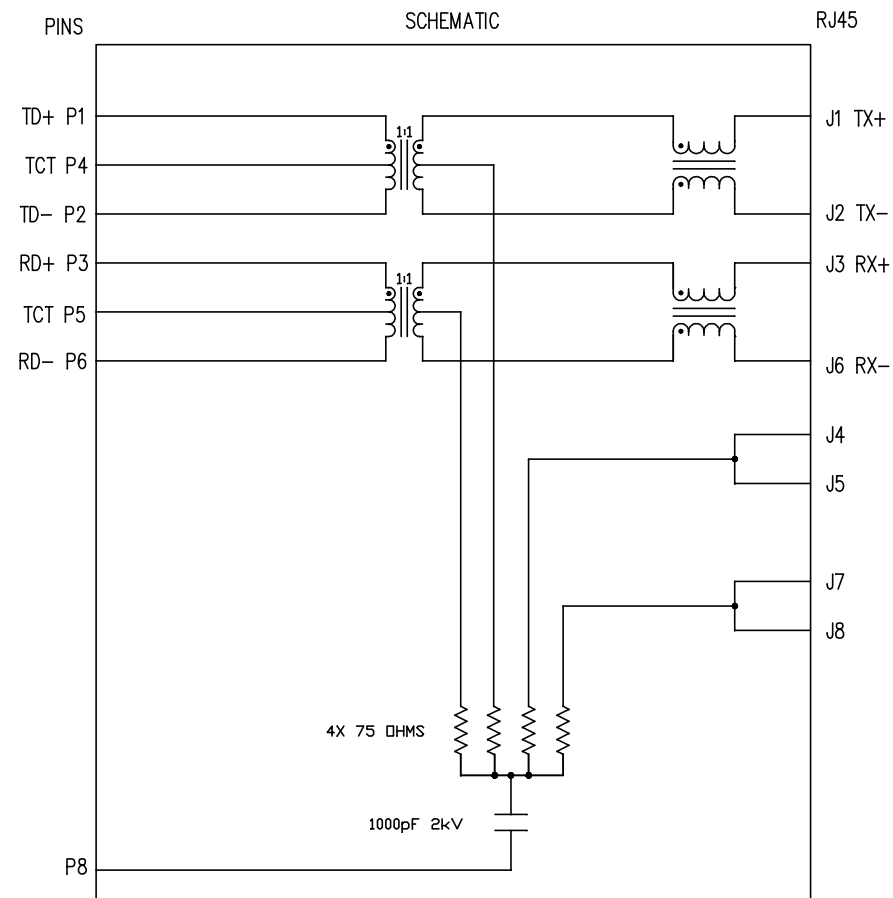 PINS
SCHEMATIC
RJ45
TD+ P1
1:1
J1 TX+
TCT P4
TD- P2
J2 TX-
RD+ P3
1:1
J3 RX+
TCT P5
RD- P6
J6 RX-
J4
J5
J7
J8
4X 75 OHMS
1000pF 2kV
P8